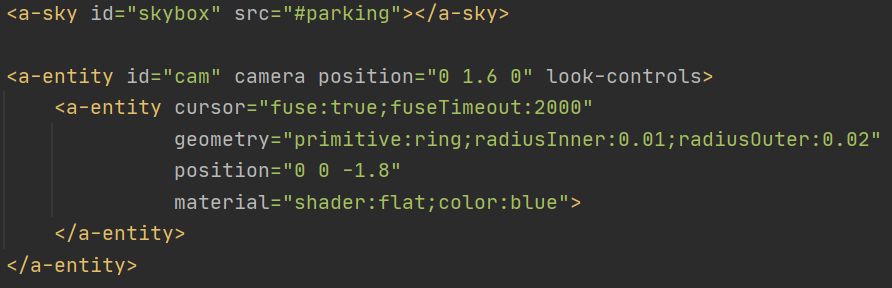 <a-sky id="skybox" src="#parking"></a-sky>
<a-entity id="cam" camera position="0 1.6 0" look-controls>
<a-entity cursor="fuse:true;fuseTimeout:2000"
geometry="primitive:ring;radiusInner:0.01;radiusOuter:0.02"
position="0 0 -1.8"
material="shader:flat;color:blue">
</a-entity>
</a-entity>